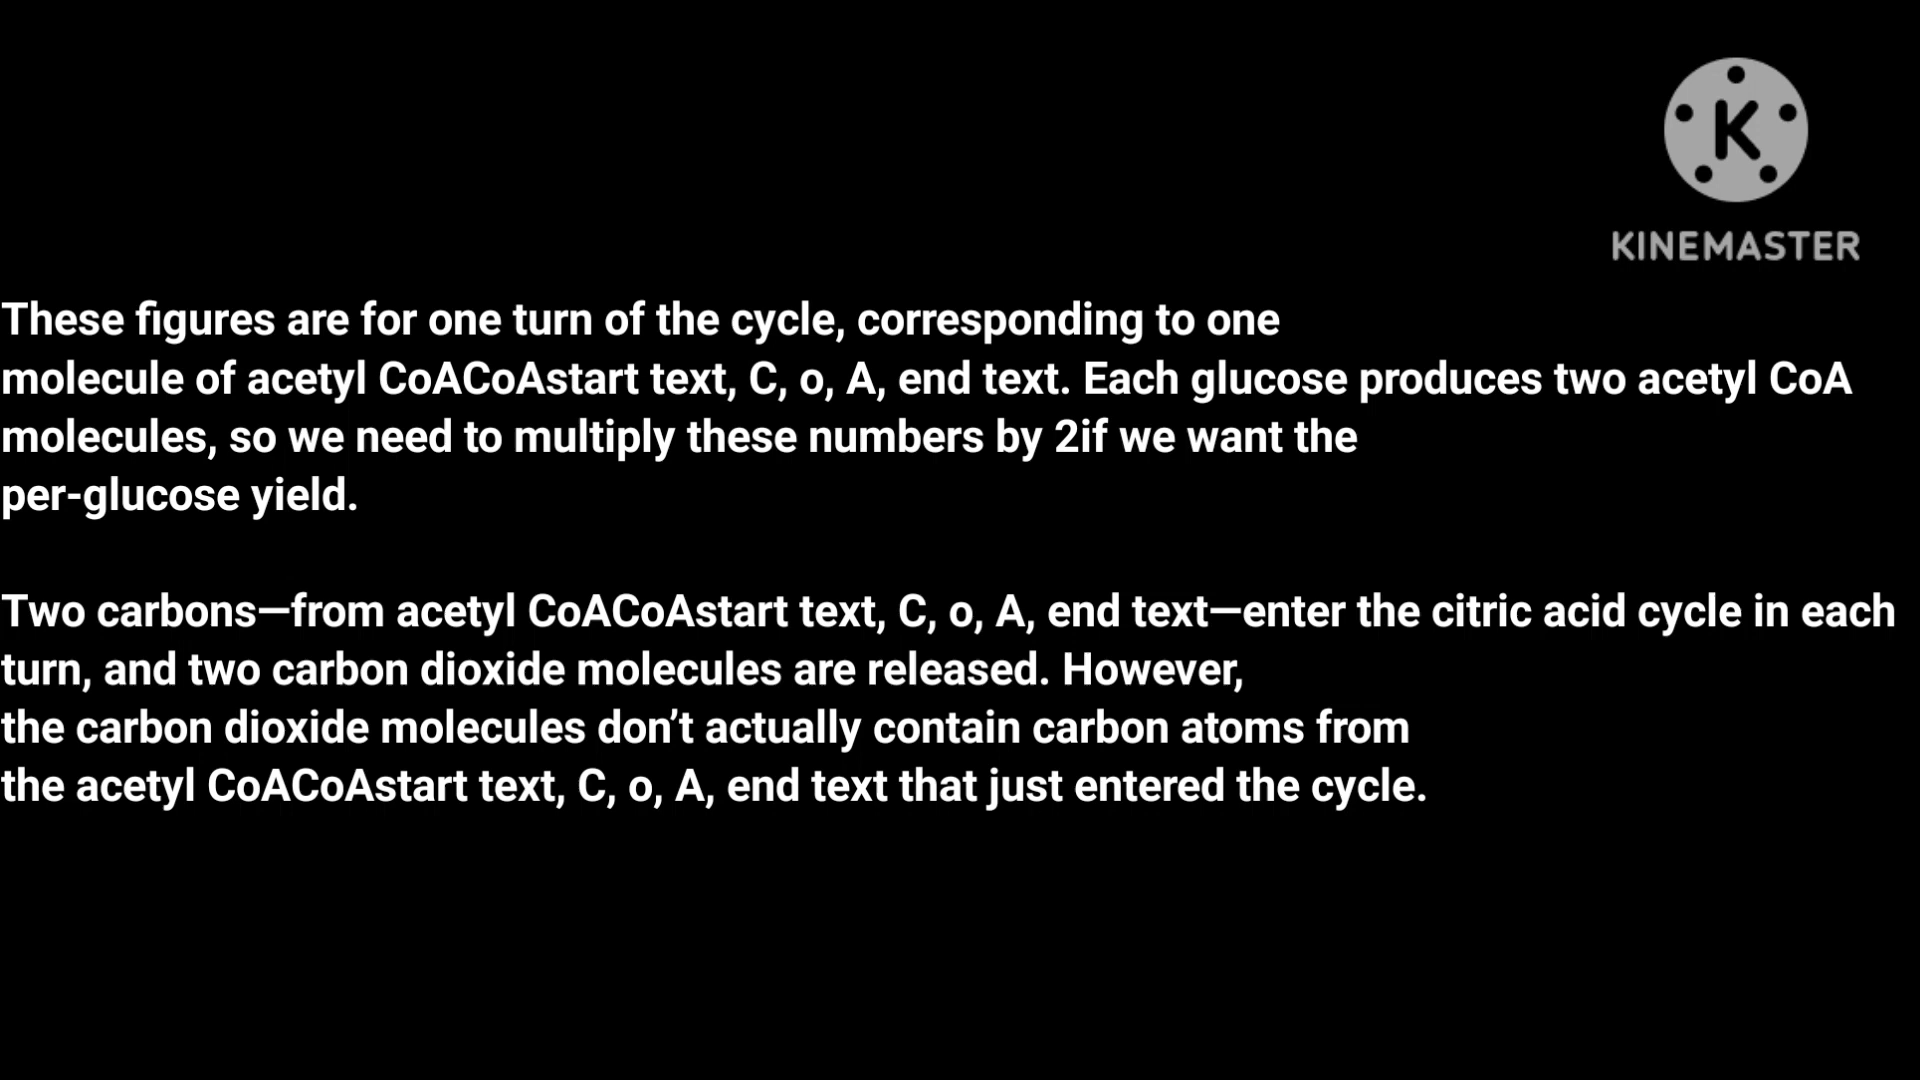 K
KINEMASTER
These figures are for one turn of the cycle, corresponding to one
molecule of acetyl CoACoAstart text, C, o, A, end text. Each glucose produces two acetyl CoA
molecules, so we need to multiply these numbers by 2if we want the
per-glucose yield.
Two carbons—from acetyl CoACoAstart text, C, o, A, end text—enter the citric acid cycle in each
turn, and two carbon dioxide molecules are released. However,
the carbon dioxide molecules don’t actually contain carbon atoms from
the acetyl CoACoAstart text, C, o, A, end text that just entered the cycle.